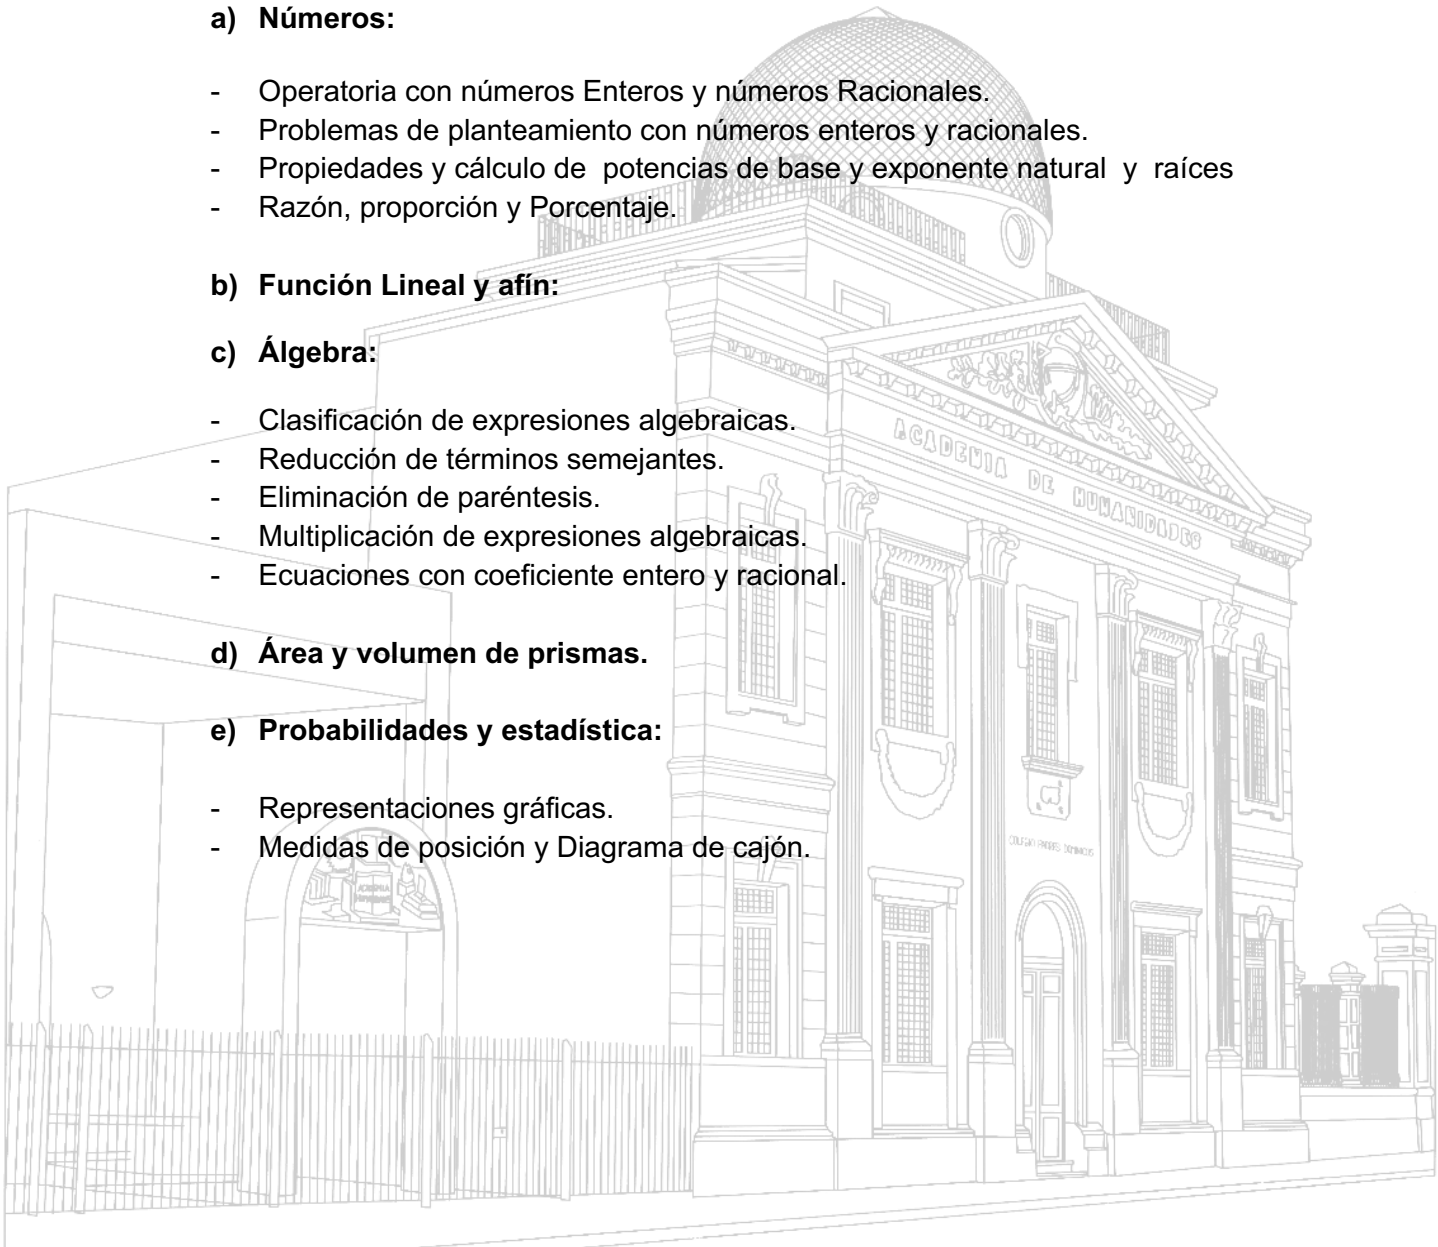 a) Números:
- Operatoria con números Enteros y números Racionales.
- Problemas de planteamiento con números enteros y racionales.
- Propiedades y cálculo de potencias de base y exponente natural y raíces
- Razón, proporción y Porcentaje.
b) Función Lineal y afín:
c) Álgebra:
- Clasificación de expresiones algebraicas.
- Reducción de términos semejantes.
- Eliminación de paréntesis.
- Multiplicación de expresiones algebraicas.
- Ecuaciones con coeficiente entero y racional.
d) Área y volumen de prismas.
e) Probabilidades y estadística:
- Representaciones gráficas.
- Medidas de posición y Diagrama de cajón.
ACADEMIA DE HUMANIDADES
COLEGIO PADRES DOMINICOS